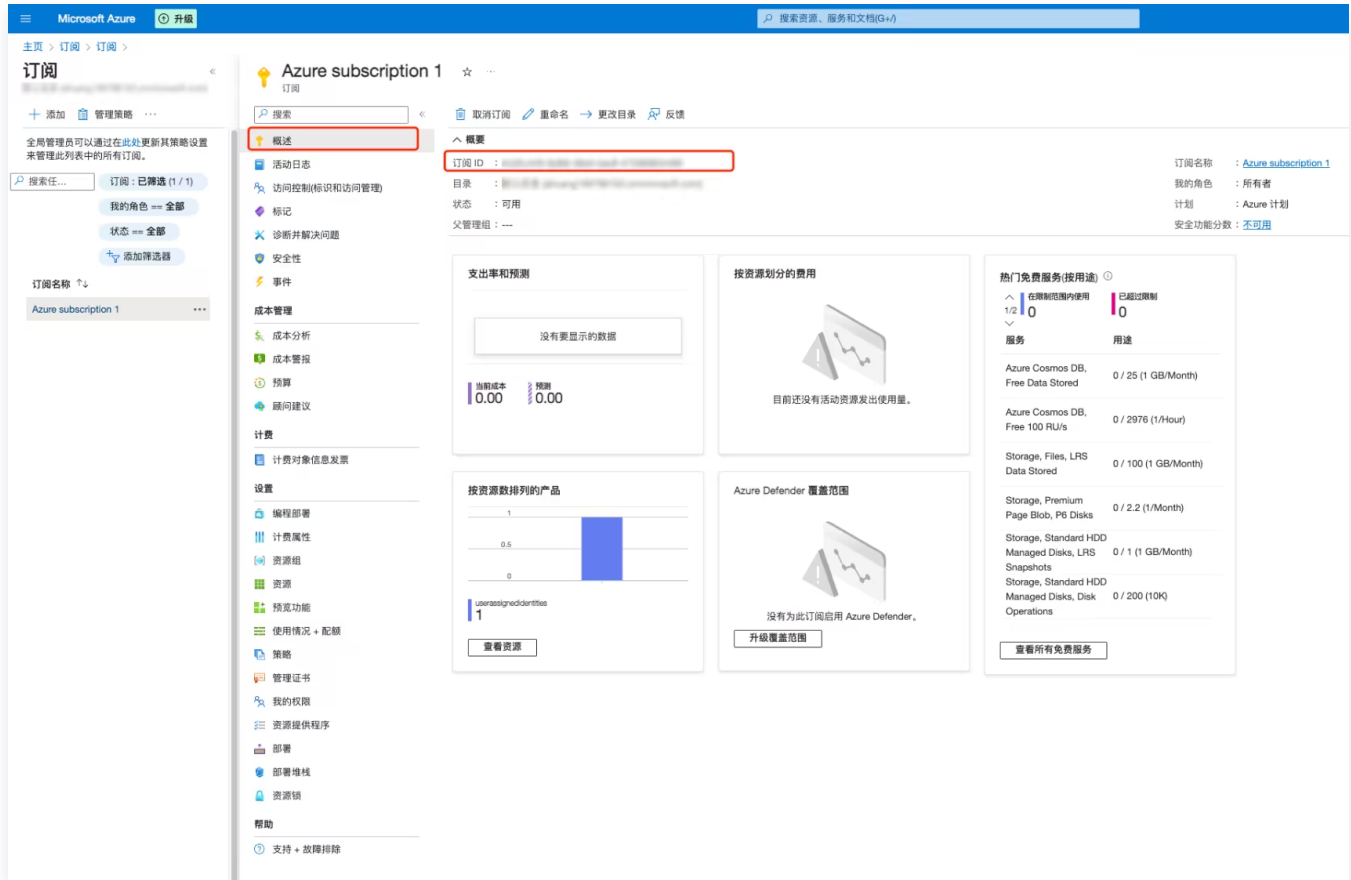 Microsoft Azure
升级
搜索资源、服务和文档(G+/)
主页 > 订阅 > 订阅 >
订阅
«
+ 添加 管理策略 ···
全局管理员可以通过在此处更新其策略设置
来管理此列表中的所有订阅。
搜索任...
订阅 : 已筛选 (1 / 1)
我的角色 == 全部
状态 == 全部
添加筛选器
订阅名称 ↑↓
Azure subscription 1 ···
Azure subscription 1 ☆ ···
订阅
搜索
«
概述
活动日志
访问控制(标识和访问管理)
标记
诊断并解决问题
安全性
事件
成本管理
成本分析
成本警报
预算
顾问建议
计费
计费对象信息发票
设置
编程部署
计费属性
资源组
资源
预览功能
使用情况 + 配额
策略
管理证书
我的权限
资源提供程序
部署
部署堆栈
资源锁
帮助
支持 + 故障排除
取消订阅 重命名 更改目录 反馈
概要
订阅 ID :
目录 :
状态 : 可用
父管理组 : ---
订阅名称 : Azure subscription 1
我的角色 : 所有者
计划 : Azure 计划
安全功能分数 : 不可用
支出率和预测
没有要显示的数据
当前成本
0.00
预测
0.00
按资源划分的费用
目前还没有活动资源发出使用量。
热门免费服务(按用途)
1/2
在限制范围内使用
0
已超过限制
0
服务 用途
Azure Cosmos DB,
Free Data Stored
0 / 25 (1 GB/Month)
Azure Cosmos DB,
Free 100 RU/s
0 / 2976 (1/Hour)
Storage, Files, LRS
Data Stored
0 / 100 (1 GB/Month)
Storage, Premium
Page Blob, P6 Disks
0 / 2.2 (1/Month)
Storage, Standard HDD
Managed Disks, LRS
Snapshots
0 / 1 (1 GB/Month)
Storage, Standard HDD
Managed Disks, Disk
Operations
0 / 200 (10K)
查看所有免费服务
按资源数排列的产品
1
0.5
0
userassignedidentities
1
查看资源
Azure Defender 覆盖范围
没有为此订阅启用 Azure Defender。
升级覆盖范围